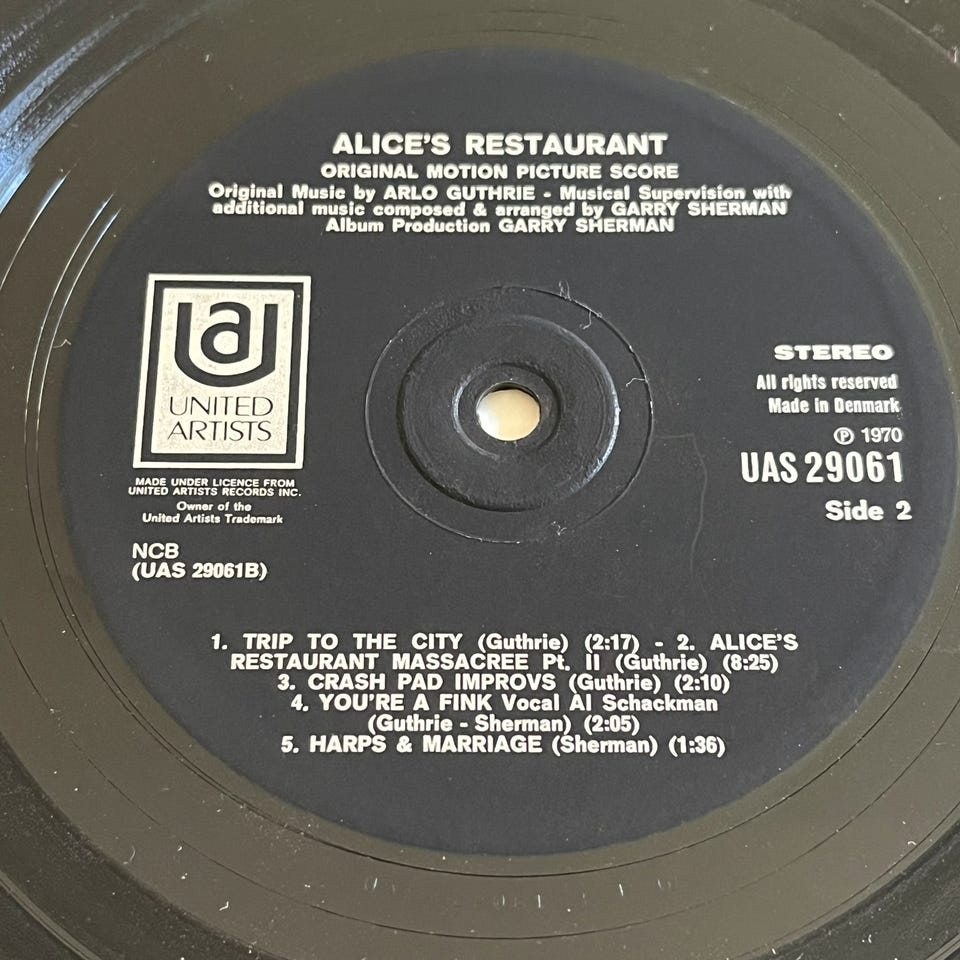 ALICE'S RESTAURANT
ORIGINAL MOTION PICTURE SCORE
Original Music by ARLO GUTHRIE - Musical Supervision with
additional music composed & arranged by GARRY SHERMAN
Album Production GARRY SHERMAN
ua
UNITED
ARTISTS
MADE UNDER LICENCE FROM
UNITED ARTISTS RECORDS INC.
Owner of the
United Artists Trademark
NCB
(UAS 29061B)
STEREO
All rights reserved
Made in Denmark
℗ 1970
UAS 29061
Side 2
1. TRIP TO THE CITY (Guthrie) (2:17) - 2. ALICE'S
RESTAURANT MASSACREE Pt. II (Guthrie) (8:25)
3. CRASH PAD IMPROVS (Guthrie) (2:10)
4. YOU'RE A FINK Vocal Al Schackman
(Guthrie - Sherman) (2:05)
5. HARPS & MARRIAGE (Sherman) (1:36)